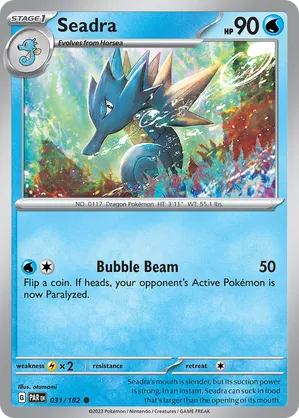 STAGE 1
Seadra
HP 90
Evolves from Horsea
NO. 0117 Dragon Pokémon HT: 3'11" WT: 55.1 lbs.
Bubble Beam 50
Flip a coin. If heads, your opponent's Active Pokémon is
now Paralyzed.
weakness ×2 resistance retreat
Illus. otumami
G PAR EN 031/182
Seadra's mouth is slender, but its suction power
is strong. In an instant, Seadra can suck in food
that's larger than the opening of its mouth.
©2023 Pokémon / Nintendo / Creatures / GAME FREAK